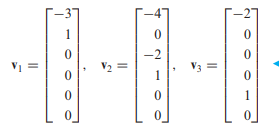 v₁ = [−3 1 0 0 0 0], v₂ = [−4 0 −2 1 0 0], v₃ = [−2 0 0 0 1 0]